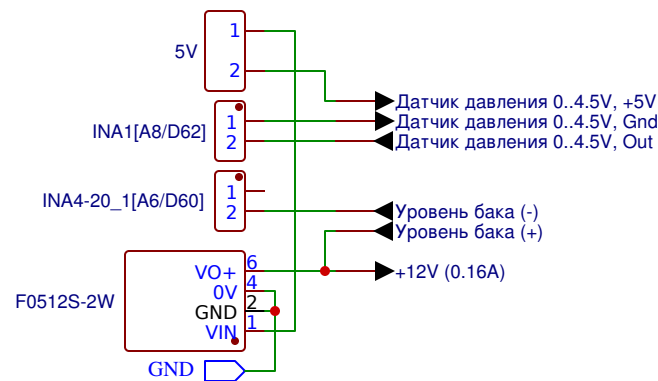 5V
1
2
Датчик давления 0..4.5V, +5V
INA1[A8/D62]
1
Датчик давления 0..4.5V, Gnd
2
Датчик давления 0..4.5V, Out
INA4-20_1[A6/D60]
1
2
Уровень бака (-)
Уровень бака (+)
F0512S-2W
VO+ 6
+12V (0.16A)
0V 4
GND 2
VIN 1
GND